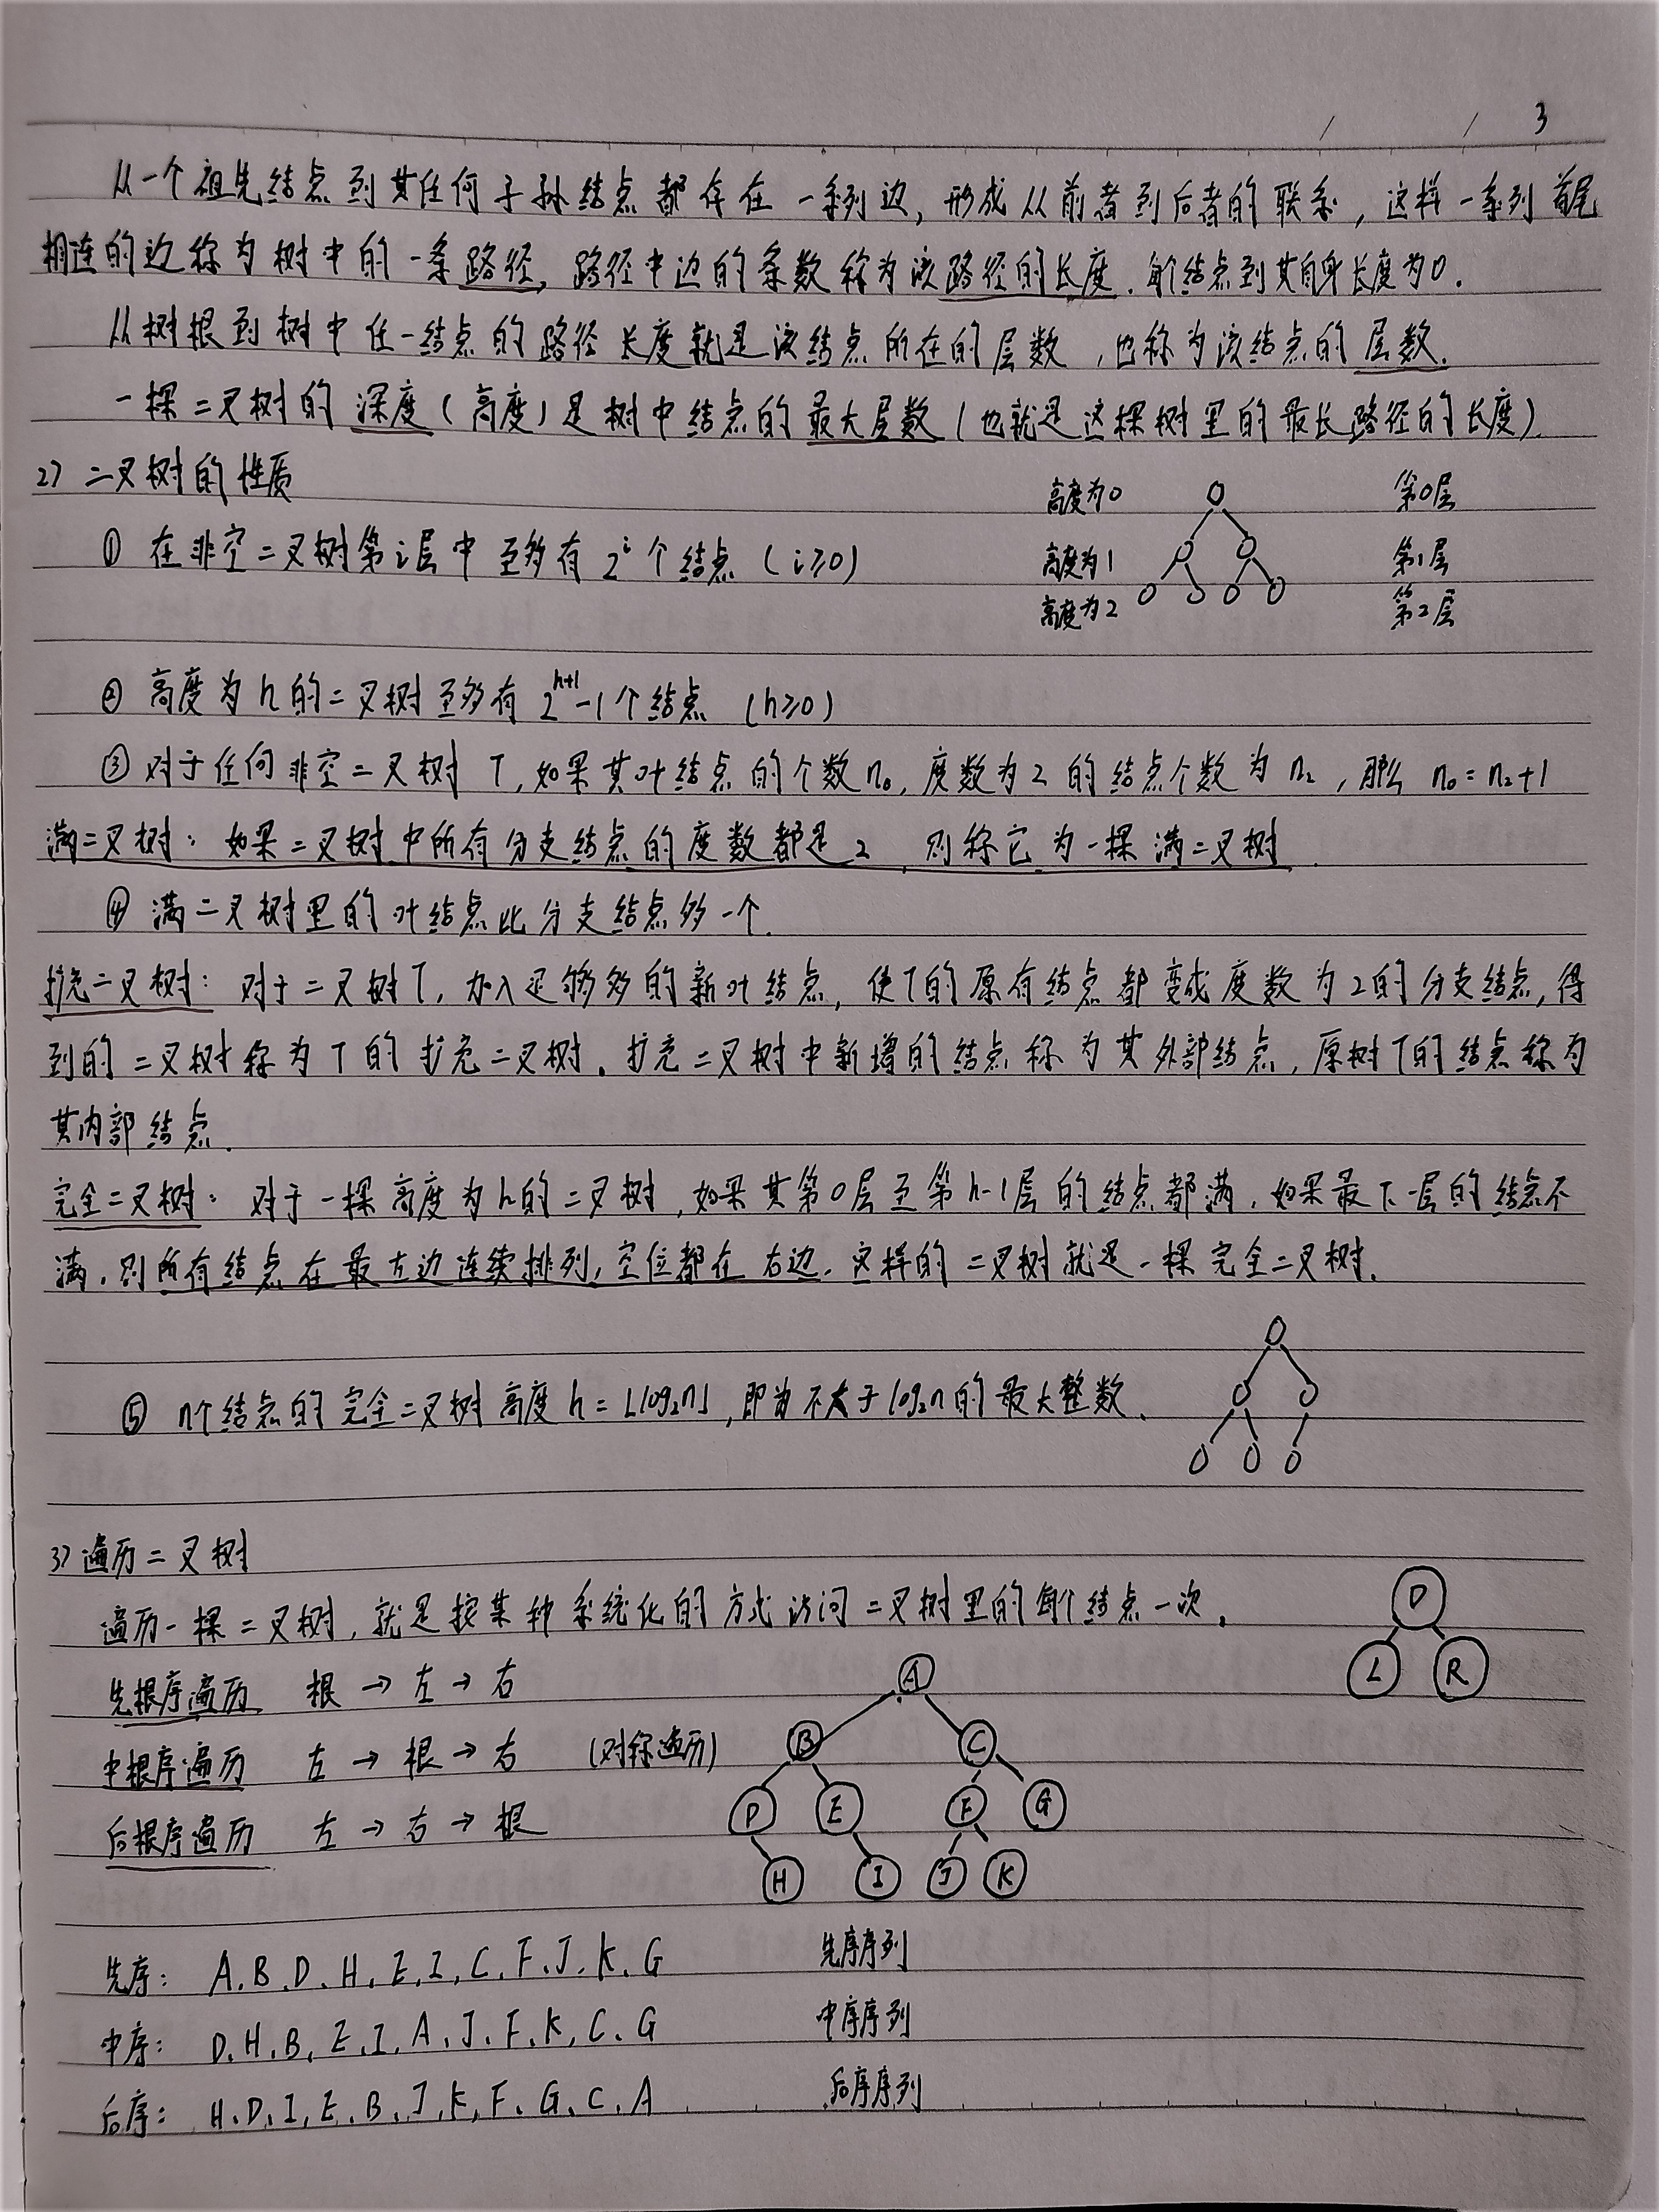 3
从一个祖先结点到其任何子孙结点都存在一系列边，形成从前者到后者的联系，这样一系列首尾
相连的边称为树中的一条路径，路径中边的条数称为该路径的长度．每个结点到其自身长度为0．
从树根到树中任一结点的路径长度就是该结点所在的层数，也称为该结点的层数．
一棵二叉树的深度（高度）是树中结点的最大层数（也就是这棵树里的最长路径的长度）．
2) 二叉树的性质
高度为0 第0层
① 在非空二叉树第i层中至多有2^i个结点（i≥0）
高度为1 第1层
高度为2 第2层
② 高度为h的二叉树至多有2^{h+1}-1个结点（h≥0）
③ 对于任何非空二叉树T，如果其叶结点的个数n₀，度数为2的结点个数为n₂，那么n₀=n₂+1
满二叉树：如果二叉树中所有分支结点的度数都是2，则称它为一棵满二叉树．
④ 满二叉树里的叶结点比分支结点多一个．
扩充二叉树：对于二叉树T，加入足够多的新叶结点，使T的原有结点都变成度数为2的分支结点，得
到的二叉树称为T的扩充二叉树．扩充二叉树中新增的结点称为其外部结点，原树T的结点称为
其内部结点．
完全二叉树：对于一棵高度为h的二叉树，如果其第0层至第h-1层的结点都满．如果最下一层的结点不
满．则所有结点在最左边连续排列，空位都在右边．这样的二叉树就是一棵完全二叉树．
⑤ n个结点的完全二叉树高度h=⌊log₂n⌋，即为不大于log₂n的最大整数．
3) 遍历二叉树
遍历一棵二叉树，就是按某种系统化的方式访问二叉树里的每个结点一次．
D
L R
先根序遍历 根→左→右
A
中根序遍历 左→根→右 （对称遍历）
B C
后根序遍历 左→右→根
D E F G
H I J K
先序：A.B.D.H.E.I.C.F.J.K.G 先序序列
中序：D.H.B.E.I.A.J.F.K.C.G 中序序列
后序：H.D.I.E.B.J.K.F.G.C.A 后序序列